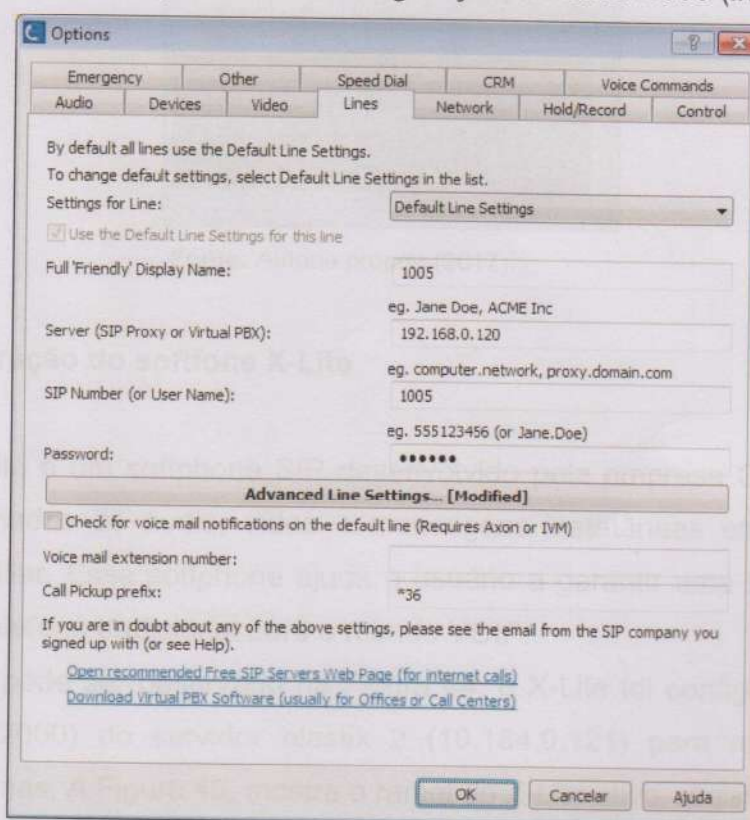 Options
Emergency Other Speed Dial CRM Voice Commands
Audio Devices Video Lines Network Hold/Record Control
By default all lines use the Default Line Settings.
To change default settings, select Default Line Settings in the list.
Settings for Line: Default Line Settings
Use the Default Line Settings for this line
Full 'Friendly' Display Name: 1005
eg. Jane Doe, ACME Inc
Server (SIP Proxy or Virtual PBX): 192.168.0.120
eg. computer.network, proxy.domain.com
SIP Number (or User Name): 1005
eg. 555123456 (or Jane.Doe)
Password: ••••••
Advanced Line Settings... [Modified]
Check for voice mail notifications on the default line (Requires Axon or IVM)
Voice mail extension number:
Call Pickup prefix: *36
If you are in doubt about any of the above settings, please see the email from the SIP company you
signed up with (or see Help).
Open recommended Free SIP Servers Web Page (for internet calls)
Download Virtual PBX Software (usually for Offices or Call Centers)
OK Cancelar Ajuda